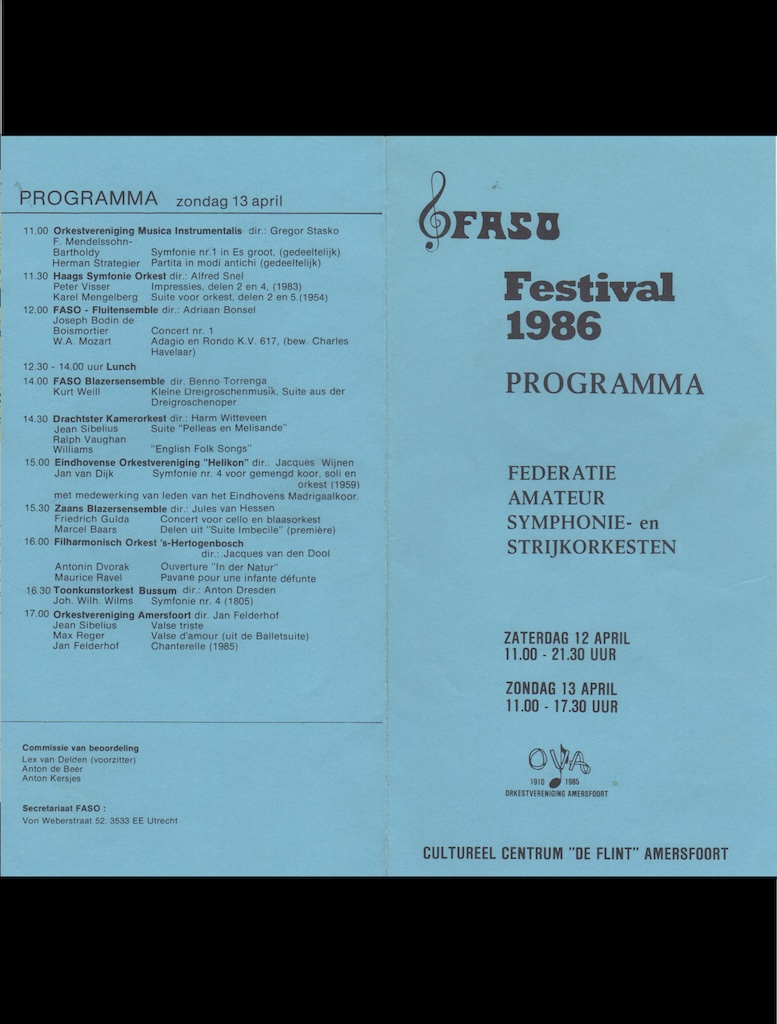 PROGRAMMA zondag 13 april
11.00 Orkestvereniging Musica Instrumentalis dir.: Gregor Stasko
F. Mendelssohn-
Bartholdy Symfonie nr.1 in Es groot, (gedeeltelijk)
Herman Strategier Partita in modi antichi (gedeeltelijk)
11.30 Haags Symfonie Orkest dir.: Alfred Snel
Peter Visser Impressies, delen 2 en 4, (1983)
Karel Mengelberg Suite voor orkest, delen 2 en 5.(1954)
12.00 FASO - Fluitensemble dir.: Adriaan Bonsel
Joseph Bodin de
Boismortier Concert nr. 1
W.A. Mozart Adagio en Rondo K.V. 617, (bew. Charles
Havelaar)
12.30 - 14.00 uur Lunch
14.00 FASO Blazersensemble dir. Benno Torrenga
Kurt Weill Kleine Dreigroschenmusik, Suite aus der
Dreigroschenoper
14.30 Drachtster Kamerorkest dir.: Harm Witteveen
Jean Sibelius Suite "Pelleas en Melisande"
Ralph Vaughan
Williams "English Folk Songs"
15.00 Eindhovense Orkestvereniging "Helikon" dir.: Jacques Wijnen
Jan van Dijk Symfonie nr. 4 voor gemengd koor, soli en
orkest (1959)
met medewerking van leden van het Eindhovens Madrigaalkoor.
15.30 Zaans Blazersensemble dir.: Jules van Hessen
Friedrich Gulda Concert voor cello en blaasorkest
Marcel Baars Delen uit "Suite Imbecile" (première)
16.00 Filharmonisch Orkest 's-Hertogenbosch
dir.: Jacques van den Dool
Antonin Dvorak Ouverture "In der Natur"
Maurice Ravel Pavane pour une infante défunte
16.30 Toonkunstorkest Bussum dir.: Anton Dresden
Joh. Wilh. Wilms Symfonie nr. 4 (1805)
17.00 Orkestvereniging Amersfoort dir. Jan Felderhof
Jean Sibelius Valse triste
Max Reger Valse d'amour (uit de Balletsuite)
Jan Felderhof Chanterelle (1985)
Commissie van beoordeling
Lex van Delden (voorzitter)
Anton de Beer
Anton Kersjes
Secretariaat FASO :
Von Weberstraat 52. 3533 EE Utrecht
FASO
Festival
1986
PROGRAMMA
FEDERATIE
AMATEUR
SYMPHONIE- en
STRIJKORKESTEN
ZATERDAG 12 APRIL
11.00 - 21.30 UUR
ZONDAG 13 APRIL
11.00 - 17.30 UUR
OVA
1910 1985
ORKESTVERENIGING AMERSFOORT
CULTUREEL CENTRUM "DE FLINT" AMERSFOORT